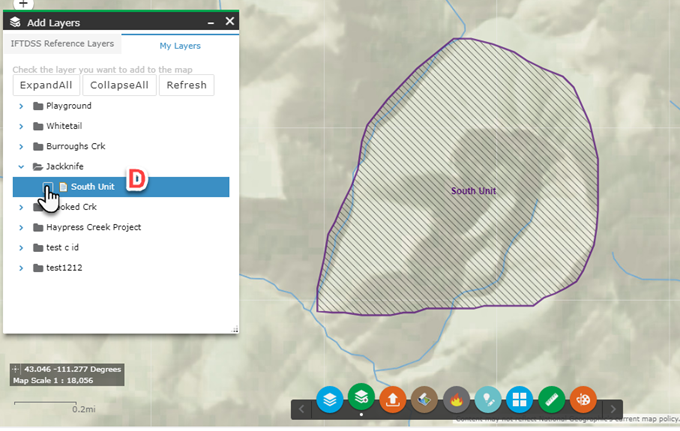 Add Layers
IFTDSS Reference Layers
My Layers
Check the layer you want to add to the map
ExpandAll CollapseAll Refresh
Playground
Whitetail
Burroughs Crk
Jackknife
South Unit D
ooked Crk
Haypress Creek Project
test c id
test1212
South Unit
43.046 -111.277 Degrees
Map Scale 1 : 18,056
0.2mi
Content may not reflect National Geographic's current map policy.